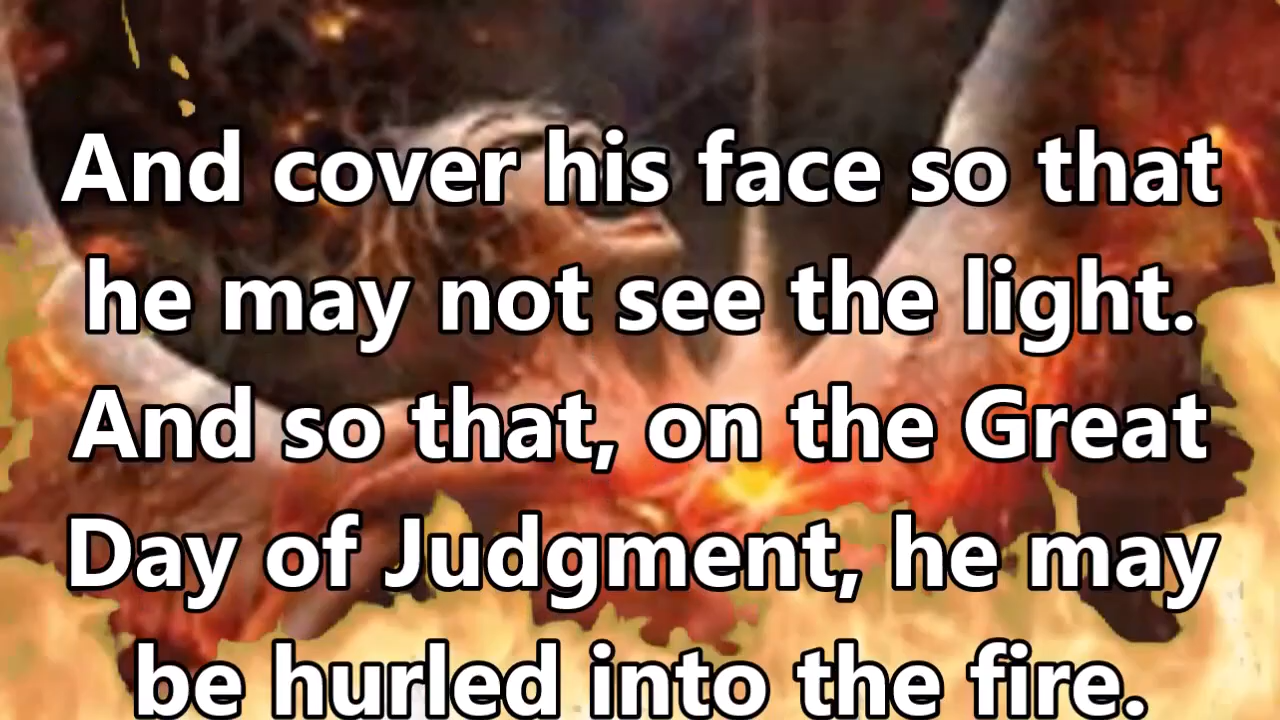 And cover his face so that
he may not see the light.
And so that, on the Great
Day of Judgment, he may
be hurled into the fire.